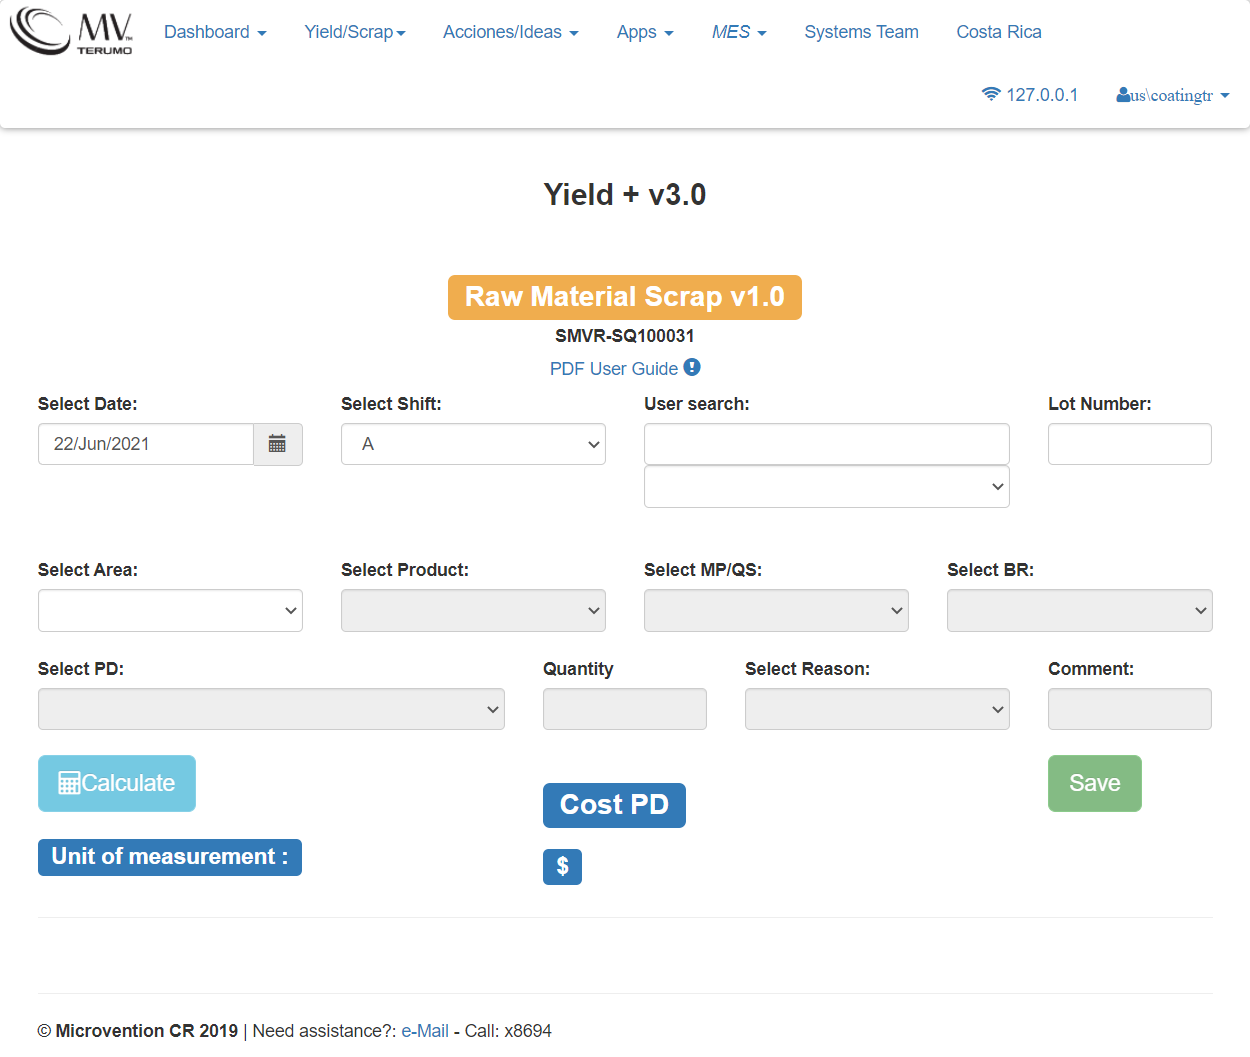 MV TM
TERUMO
Dashboard Yield/Scrap Acciones/Ideas Apps MES Systems Team Costa Rica
127.0.0.1 us\coatingtr
Yield + v3.0
Raw Material Scrap v1.0
SMVR-SQ100031
PDF User Guide
Select Date: Select Shift: User search: Lot Number:
22/Jun/2021 A
Select Area: Select Product: Select MP/QS: Select BR:
Select PD: Quantity Select Reason: Comment:
Calculate Save
Cost PD
Unit of measurement :
$
© Microvention CR 2019 | Need assistance?: e-Mail - Call: x8694